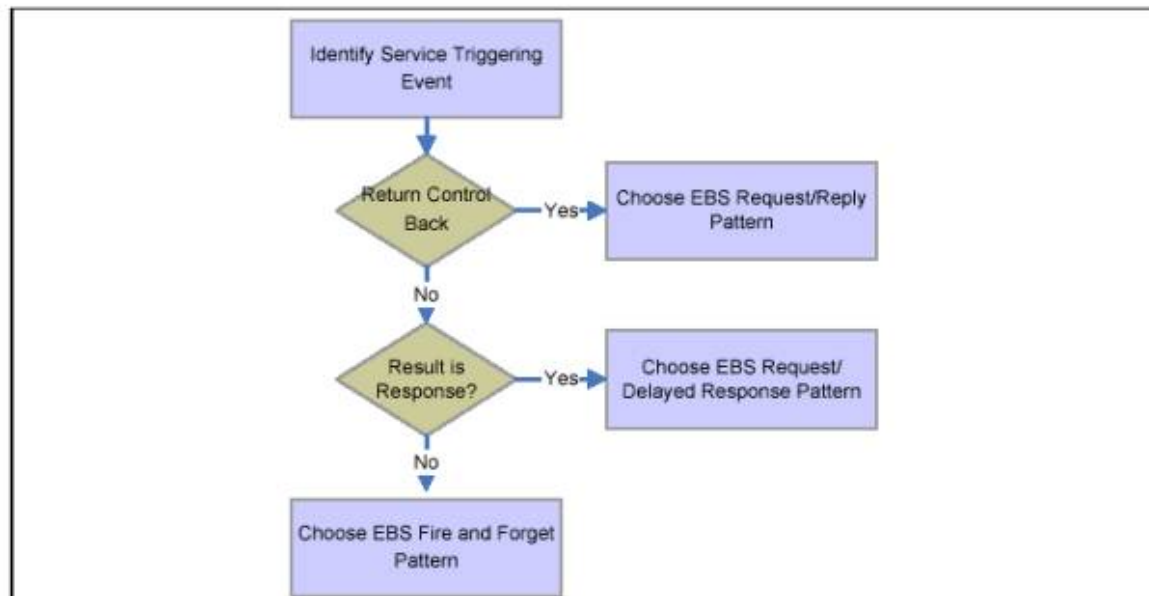 Identify Service Triggering
Event
Return Control
Back
Yes
Choose EBS Request/Reply
Pattern
No
Result is
Response?
Yes
Choose EBS Request/
Delayed Response Pattern
No
Choose EBS Fire and Forget
Pattern